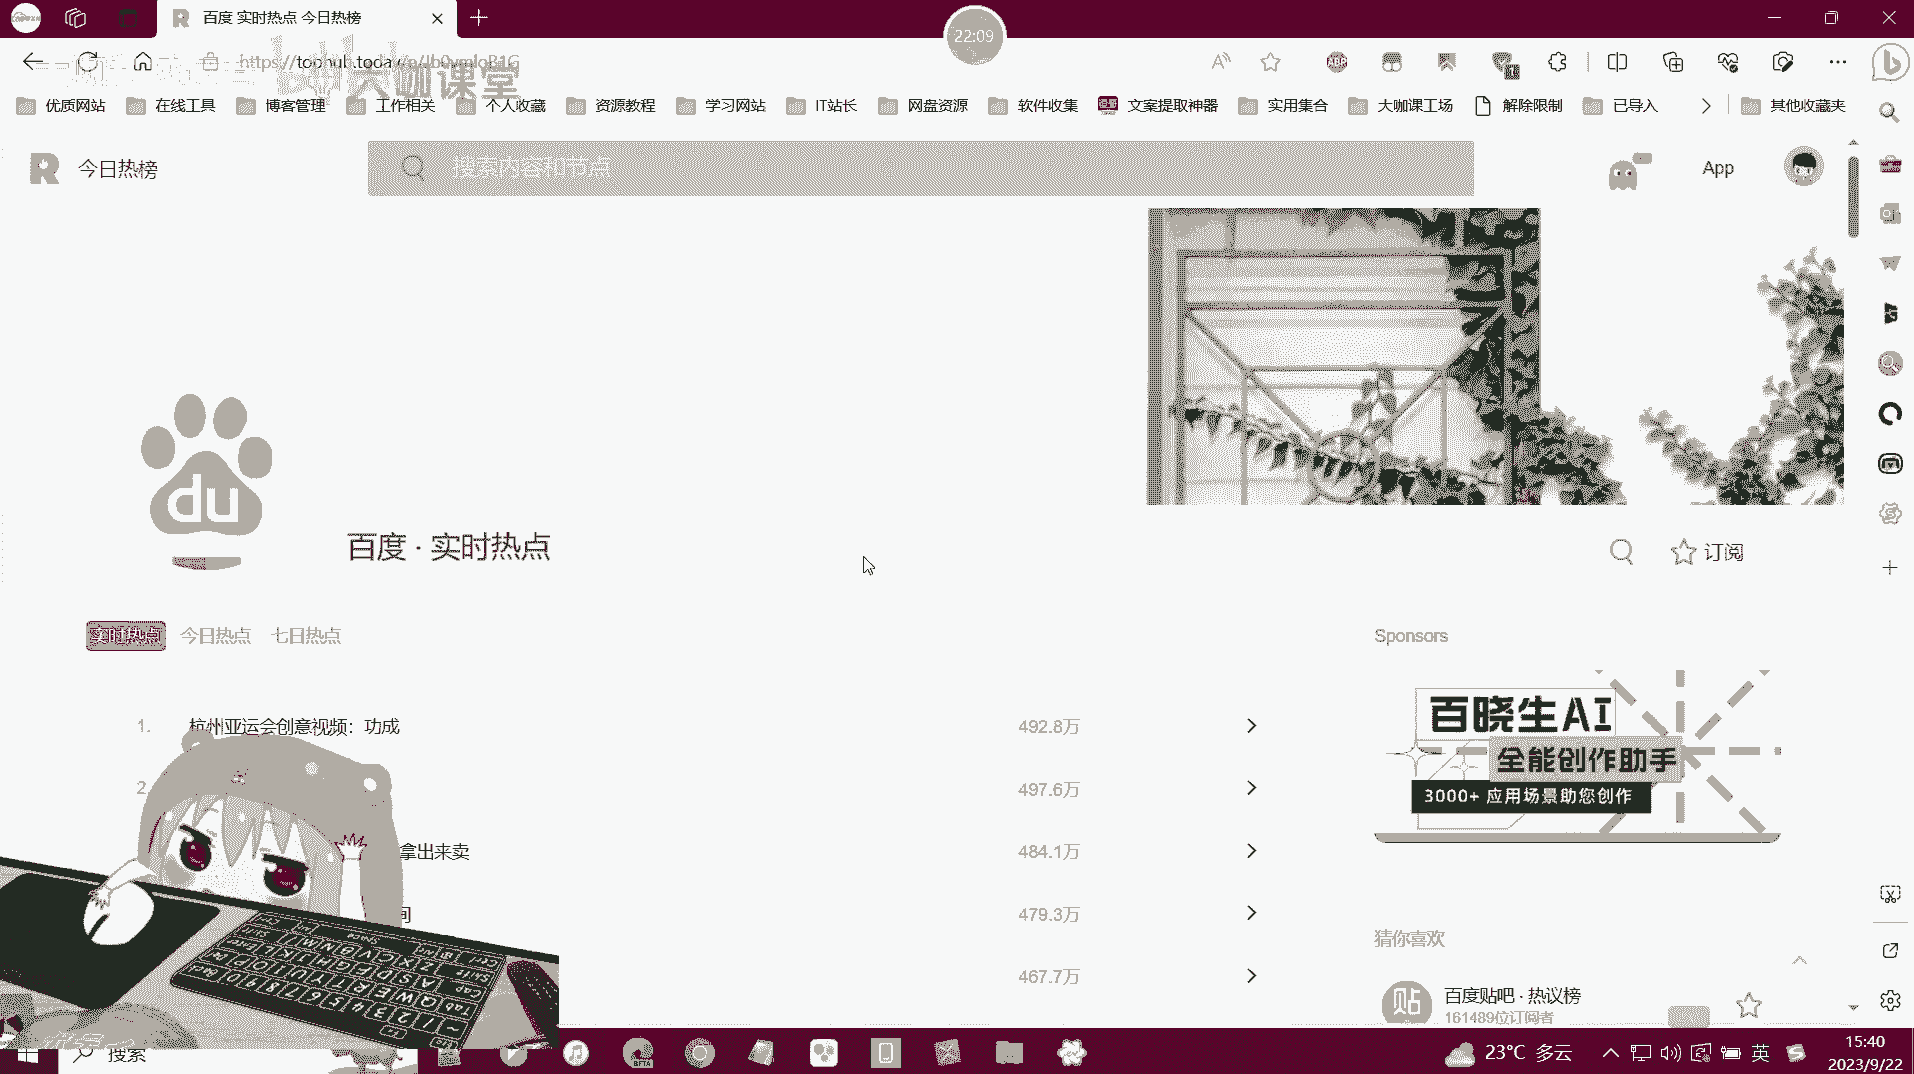 百度 实时热点 今日热榜
22:09
https://tophub.toda
大咖课堂
优质网站
在线工具
博客管理
工作相关
个人收藏
资源教程
学习网站
IT站长
网盘资源
软件收集
文案提取神器
实用集合
大咖课工场
解除限制
已导入
其他收藏夹
今日热榜
搜索内容和节点
App
du
百度 · 实时热点
订阅
实时热点 今日热点 七日热点
Sponsors
1. 杭州亚运会创意视频：功成 492.8万
2. 497.6万
拿出来卖 484.1万
间 479.3万
467.7万
百晓生AI
全能创作助手
3000+ 应用场景助您创作
猜你喜欢
贴
百度贴吧 · 热议榜
161489位订阅者
搜索
BETA
23°C 多云
英
15:40
2023/9/22